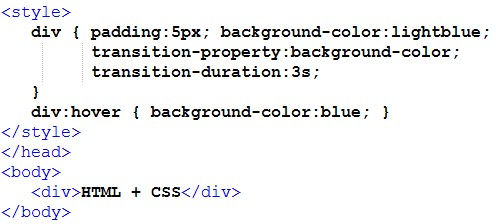 <style>
div { padding:5px; background-color:lightblue;
transition-property:background-color;
transition-duration:3s;
}
div:hover { background-color:blue; }
</style>
</head>
<body>
<div>HTML + CSS</div>
</body>